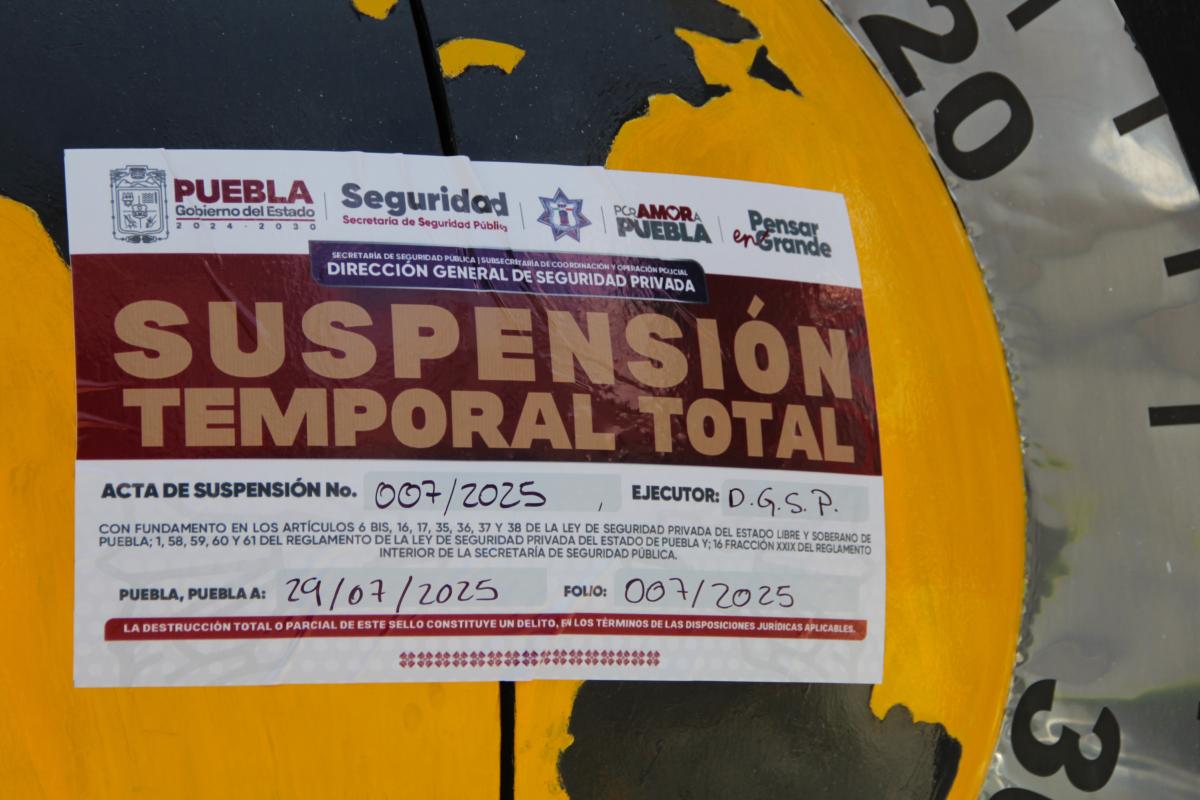 PUEBLA
Gobierno del Estado
2024 - 2030
Seguridad
Secretaría de Seguridad Pública
POR AMOR A
PUEBLA
Pensar
en Grande
SECRETARÍA DE SEGURIDAD PÚBLICA | SUBSECRETARÍA DE COORDINACIÓN Y OPERACIÓN POLICIAL
DIRECCIÓN GENERAL DE SEGURIDAD PRIVADA
SUSPENSIÓN
TEMPORAL TOTAL
ACTA DE SUSPENSIÓN No. 007/2025 EJECUTOR: D.G.S.P.
CON FUNDAMENTO EN LOS ARTÍCULOS 6 BIS, 16, 17, 35, 36, 37 Y 38 DE LA LEY DE SEGURIDAD PRIVADA DEL ESTADO LIBRE Y SOBERANO DE
PUEBLA; 1, 58, 59, 60 Y 61 DEL REGLAMENTO DE LA LEY DE SEGURIDAD PRIVADA DEL ESTADO DE PUEBLA Y; 16 FRACCIÓN XXIX DEL REGLAMENTO
INTERIOR DE LA SECRETARÍA DE SEGURIDAD PÚBLICA.
PUEBLA, PUEBLA A: 29/07/2025 FOLIO: 007/2025
LA DESTRUCCIÓN TOTAL O PARCIAL DE ESTE SELLO CONSTITUYE UN DELITO, EN LOS TÉRMINOS DE LAS DISPOSICIONES JURÍDICAS APLICABLES.
20
30